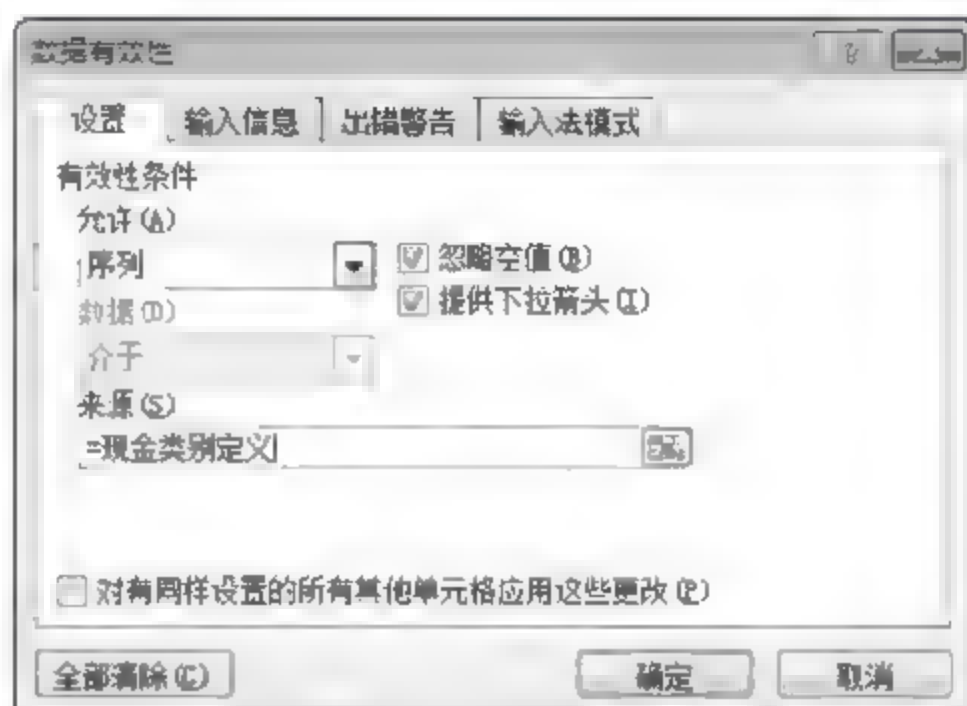 数据有效性
设置 输入信息 出错警告 输入法模式
有效性条件
允许(A)
序列 忽略空值(B)
数据(D) 提供下拉箭头(I)
介于
来源(S)
=现金类别定义
对有同样设置的所有其他单元格应用这些更改(P)
全部清除(C) 确定 取消